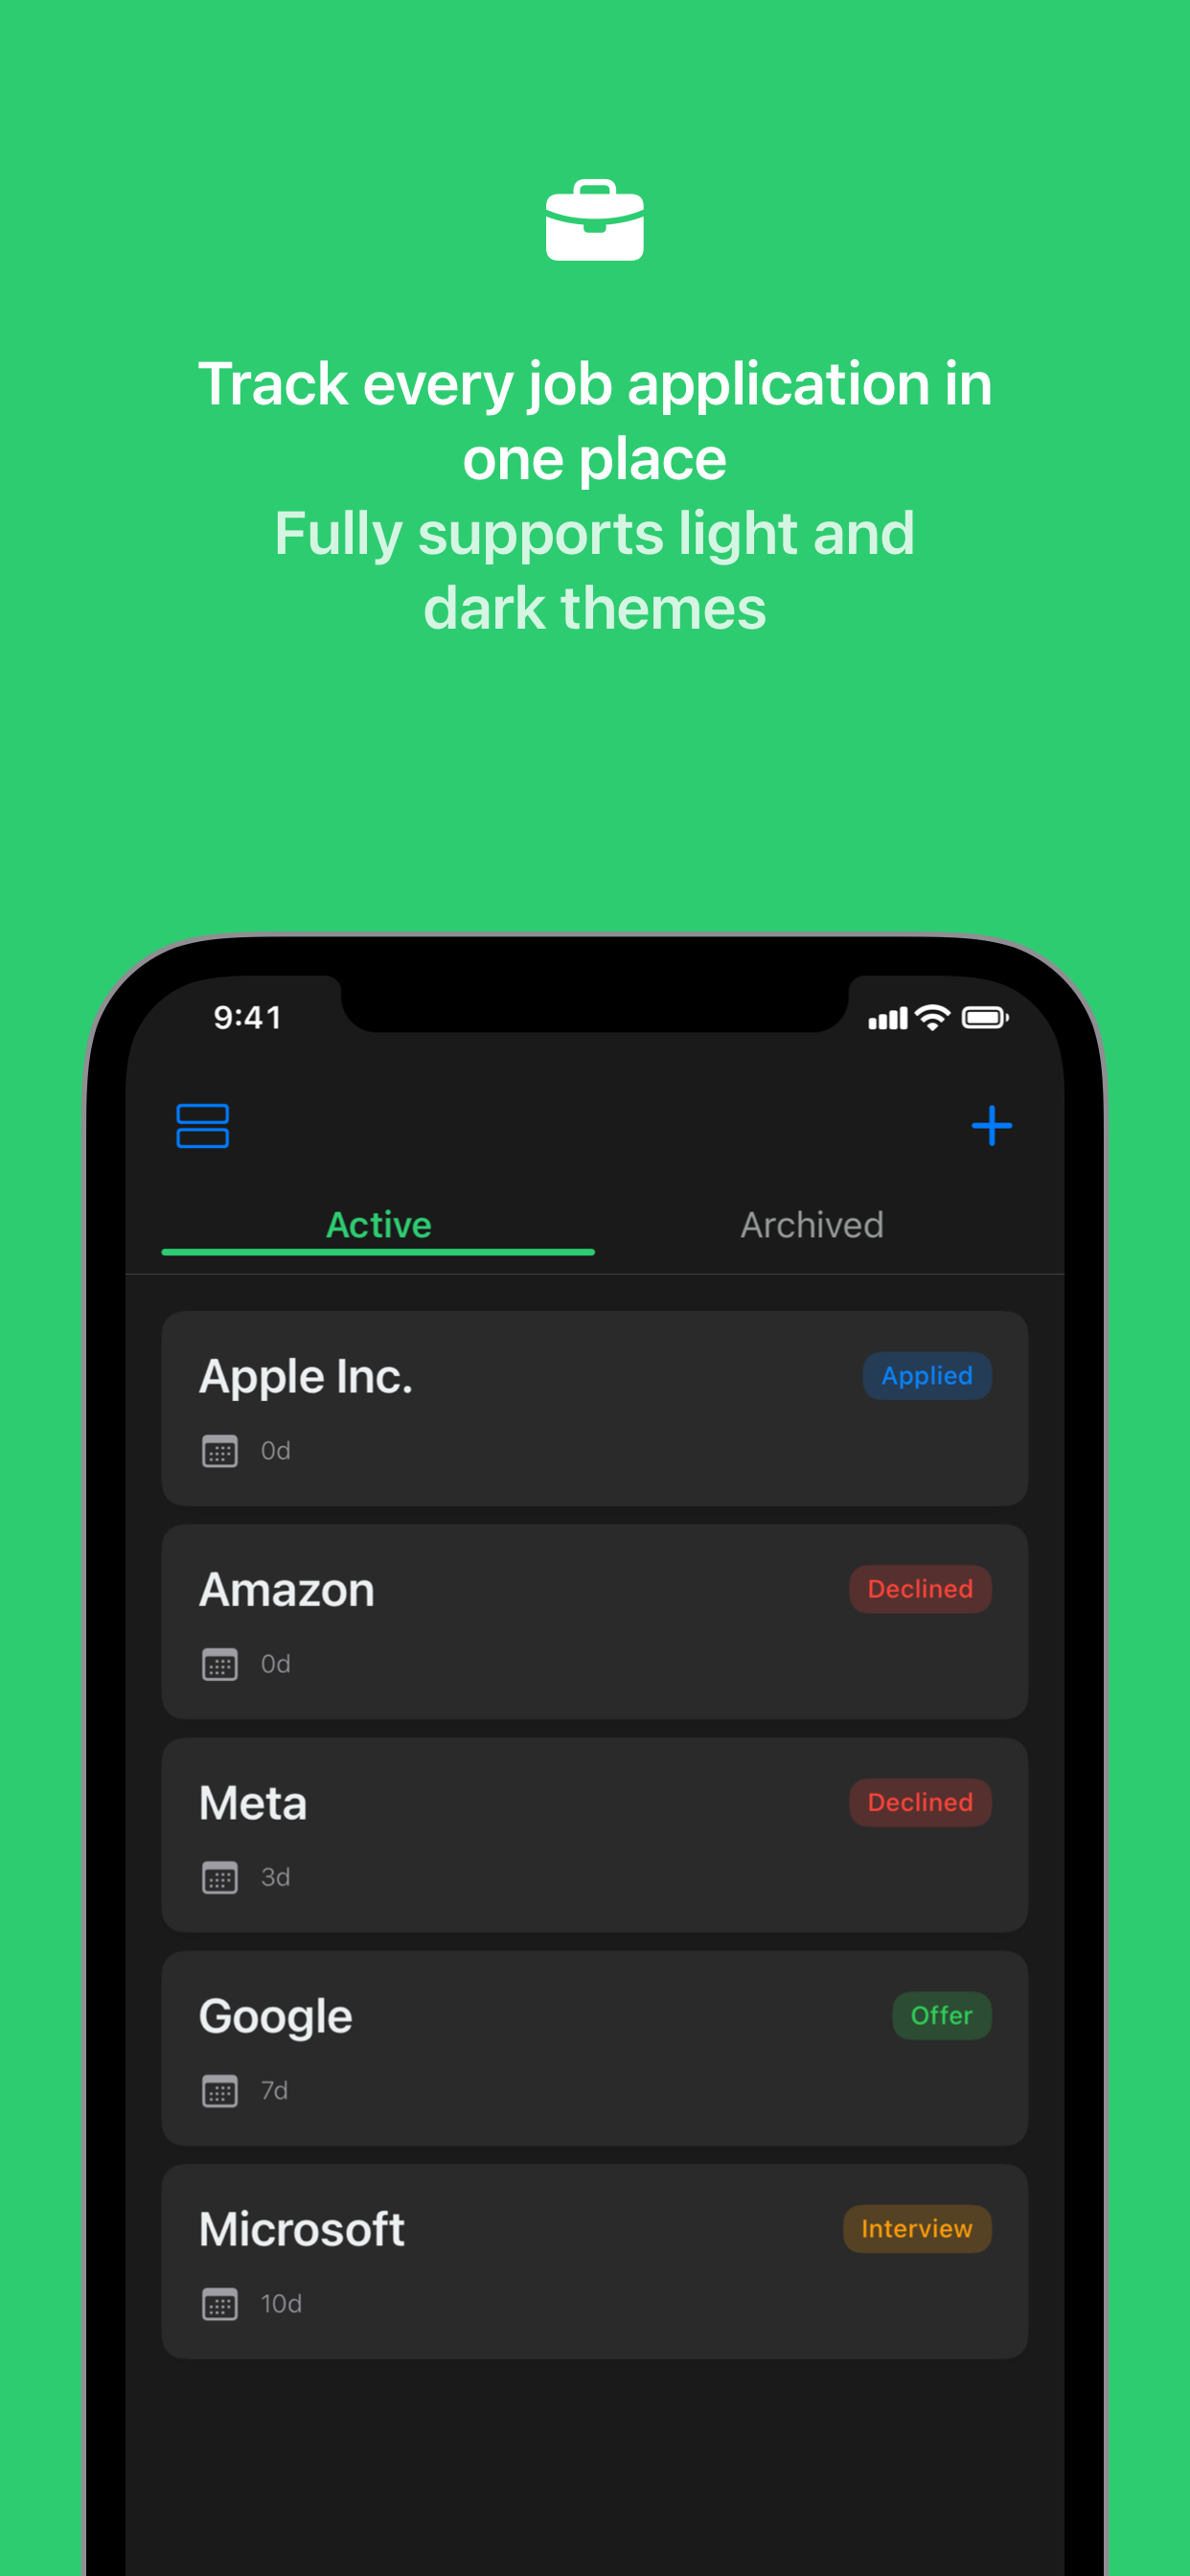 Track every job application in
one place
Fully supports light and
dark themes
9:41
Active Archived
Apple Inc. Applied
0d
Amazon Declined
0d
Meta Declined
3d
Google Offer
7d
Microsoft Interview
10d